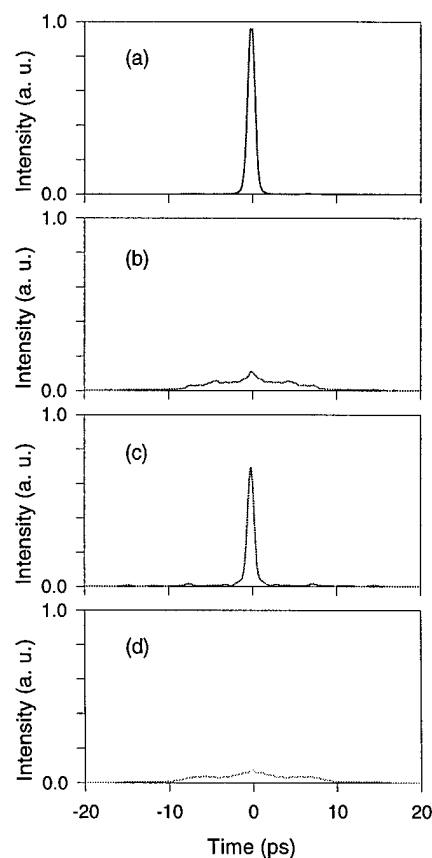 1.0
(a)
Intensity (a. u.)
0.0
1.0
(b)
Intensity (a. u.)
0.0
1.0
(c)
Intensity (a. u.)
0.0
1.0
(d)
Intensity (a. u.)
0.0
-20 -10 0 10 20
Time (ps)